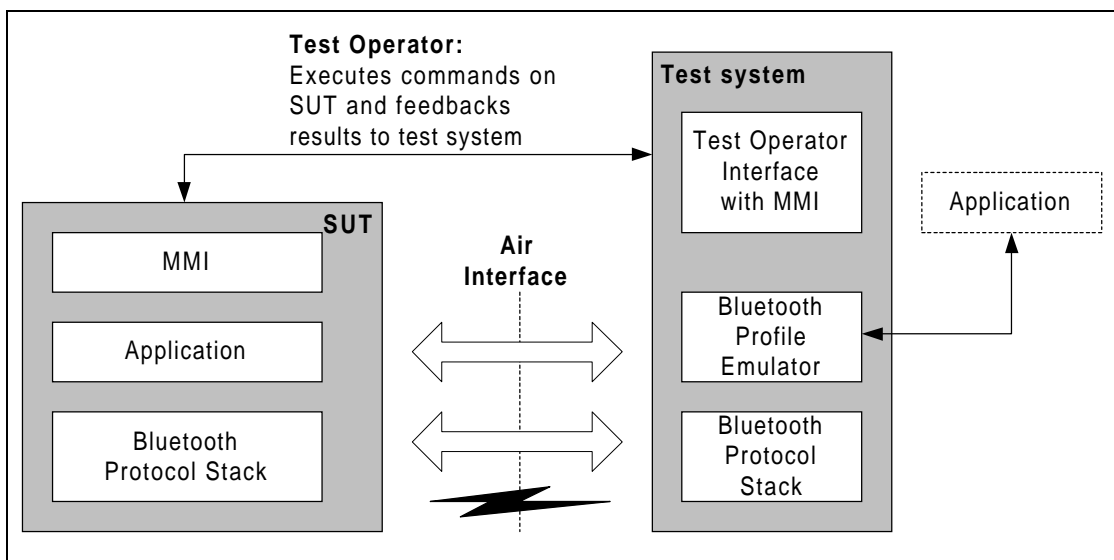 Test Operator:
Executes commands on
SUT and feedbacks
results to test system
Test system
Test Operator
Interface
with MMI
Application
SUT
MMI
Air
Interface
Application
Bluetooth
Profile
Emulator
Bluetooth
Protocol Stack
Bluetooth
Protocol
Stack